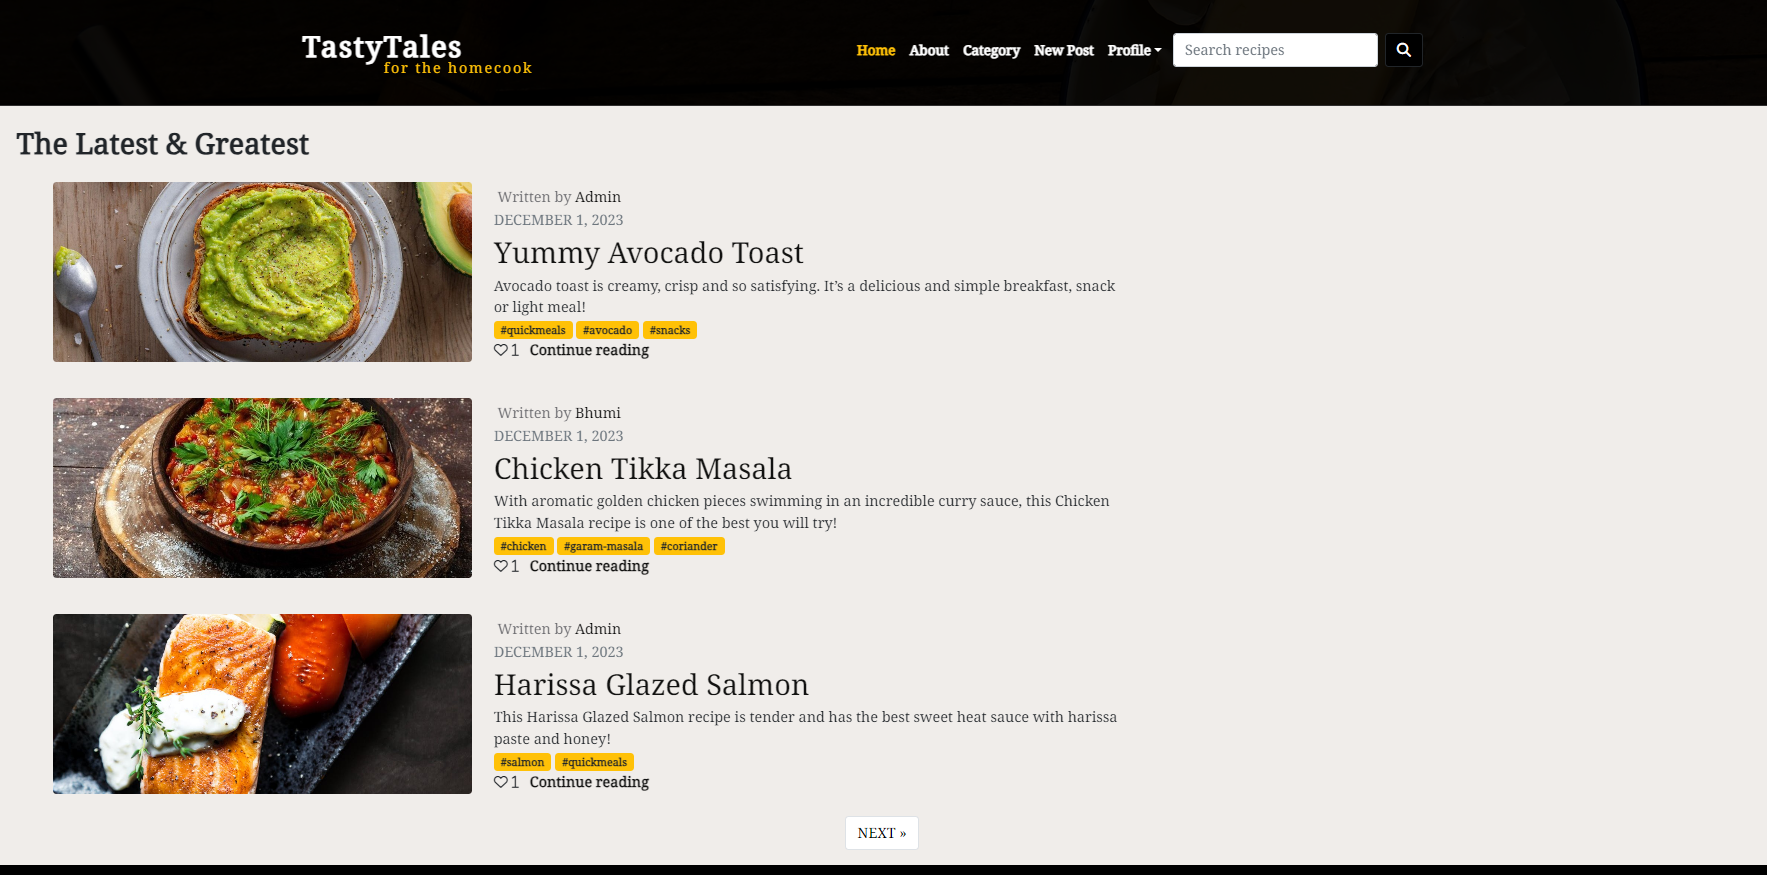 TastyTales
for the homecook
Home About Category New Post Profile Search recipes
The Latest & Greatest
Written by Admin
DECEMBER 1, 2023
Yummy Avocado Toast
Avocado toast is creamy, crisp and so satisfying. It’s a delicious and simple breakfast, snack
or light meal!
#quickmeals #avocado #snacks
1 Continue reading
Written by Bhumi
DECEMBER 1, 2023
Chicken Tikka Masala
With aromatic golden chicken pieces swimming in an incredible curry sauce, this Chicken
Tikka Masala recipe is one of the best you will try!
#chicken #garam-masala #coriander
1 Continue reading
Written by Admin
DECEMBER 1, 2023
Harissa Glazed Salmon
This Harissa Glazed Salmon recipe is tender and has the best sweet heat sauce with harissa
paste and honey!
#salmon #quickmeals
1 Continue reading
NEXT »